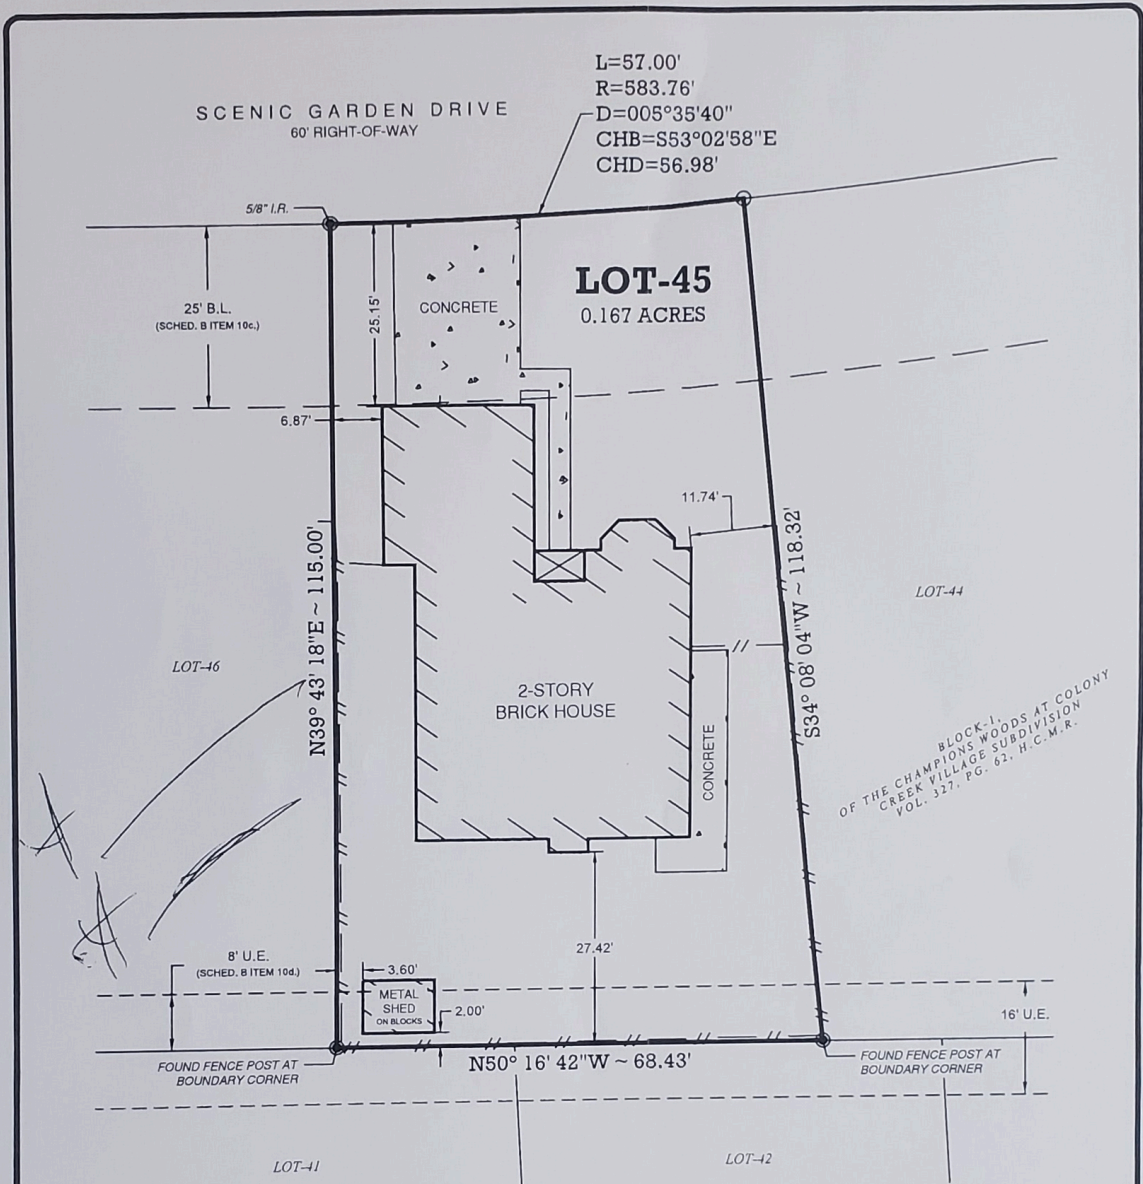 L=57.00'
R=583.76'
D=005°35'40"
CHB=S53°02'58"E
CHD=56.98'
SCENIC GARDEN DRIVE
60' RIGHT-OF-WAY
5/8" I.R.
LOT-45
0.167 ACRES
25' B.L.
(SCHED. B ITEM 10c.)
25.15'
CONCRETE
6.87'
11.74'
N39° 43' 18"E ~ 115.00'
S34° 08' 04"W ~ 118.32'
LOT-44
LOT-46
2-STORY
BRICK HOUSE
CONCRETE
BLOCK-1,
OF THE CHAMPIONS WOODS AT COLONY
CREEK VILLAGE SUBDIVISION
VOL. 327, PG. 62, H.C.M.R.
27.42'
8' U.E.
(SCHED. B ITEM 10d.)
3.60'
METAL
SHED
ON BLOCKS
2.00'
16' U.E.
FOUND FENCE POST AT
BOUNDARY CORNER
N50° 16' 42"W ~ 68.43'
FOUND FENCE POST AT
BOUNDARY CORNER
LOT-41
LOT-42